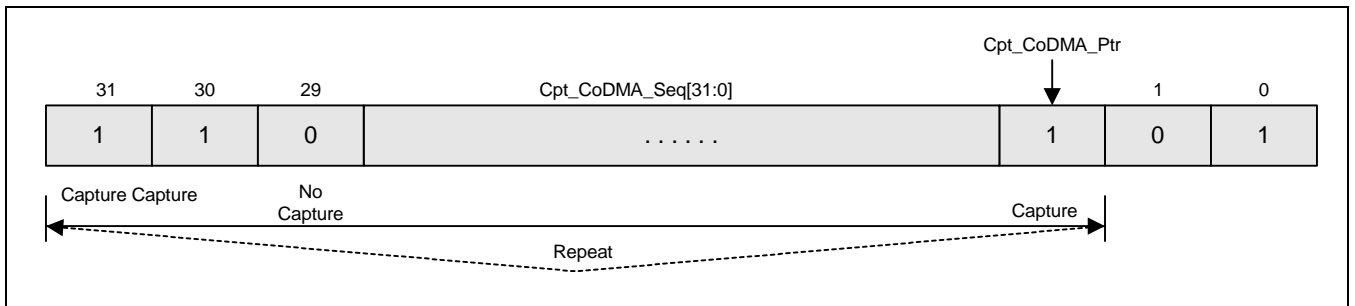 Cpt_CoDMA_Ptr
31 30 29 Cpt_CoDMA_Seq[31:0] 1 0
1 1 0 . . . . . . 1 0 1
Capture Capture No Capture Capture
Repeat